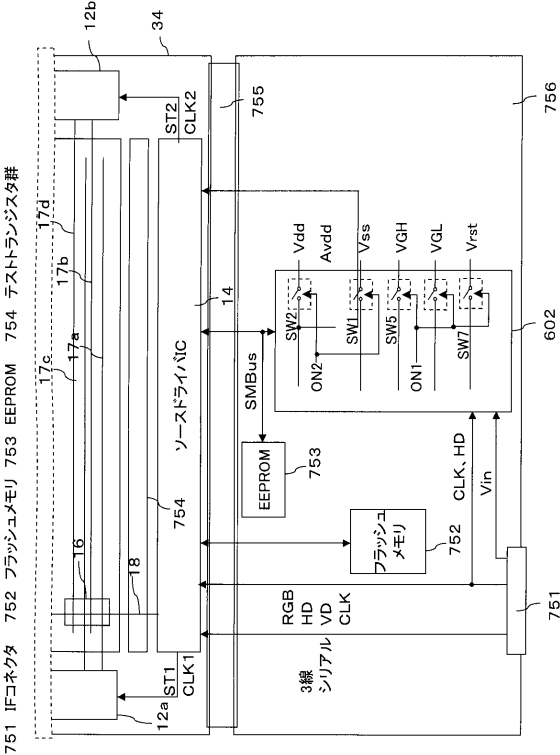 751 IFコネクタ 752 フラッシュメモリ 753 EEPROM 754 テストトランジスタ群
12b
34
17d
17c
17b
17a
16
18
12a
ST2
CLK2
ST1
CLK1
ソースドライバIC
14
754
755
756
SMBus
EEPROM
753
フラッシュ
メモリ
752
3線
シリアル
RGB
HD
VD
CLK
CLK、HD
Vin
751
602
Vdd
Avdd
Vss
VGH
VGL
Vrst
SW2
SW1
SW5
SW7
ON2
ON1